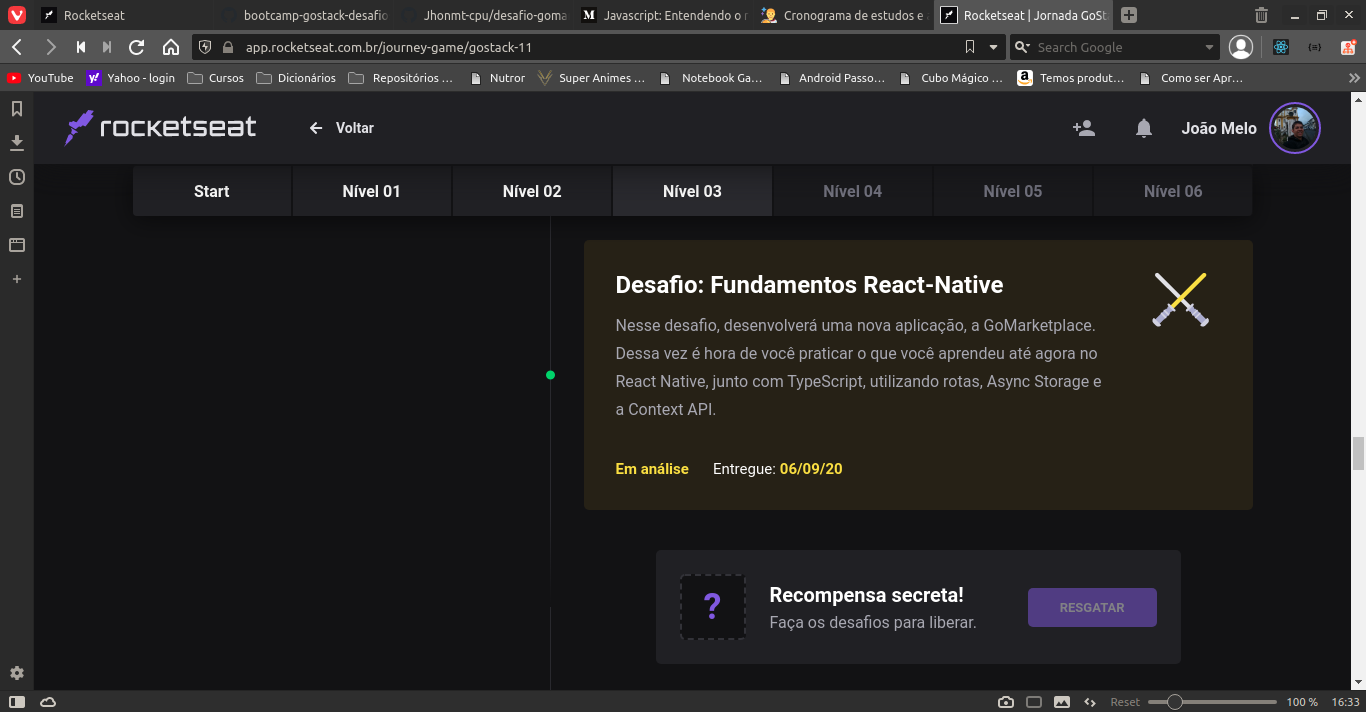 Rocketseat
bootcamp-gostack-desafio
Jhonmt-cpu/desafio-goma
Javascript: Entendendo o r
Cronograma de estudos e
Rocketseat | Jornada GoSt
app.rocketseat.com.br/journey-game/gostack-11
Search Google
YouTube
Yahoo - login
Cursos
Dicionários
Repositórios ...
Nutror
Super Animes ...
Notebook Ga...
Android Passo...
Cubo Mágico ...
Temos produt...
Como ser Apr...
rocketseat
Voltar
João Melo
Start
Nível 01
Nível 02
Nível 03
Nível 04
Nível 05
Nível 06
Desafio: Fundamentos React-Native
Nesse desafio, desenvolverá uma nova aplicação, a GoMarketplace.
Dessa vez é hora de você praticar o que você aprendeu até agora no
React Native, junto com TypeScript, utilizando rotas, Async Storage e
a Context API.
Em análise
Entregue: 06/09/20
?
Recompensa secreta!
Faça os desafios para liberar.
RESGATAR
Reset
100 %
16:33